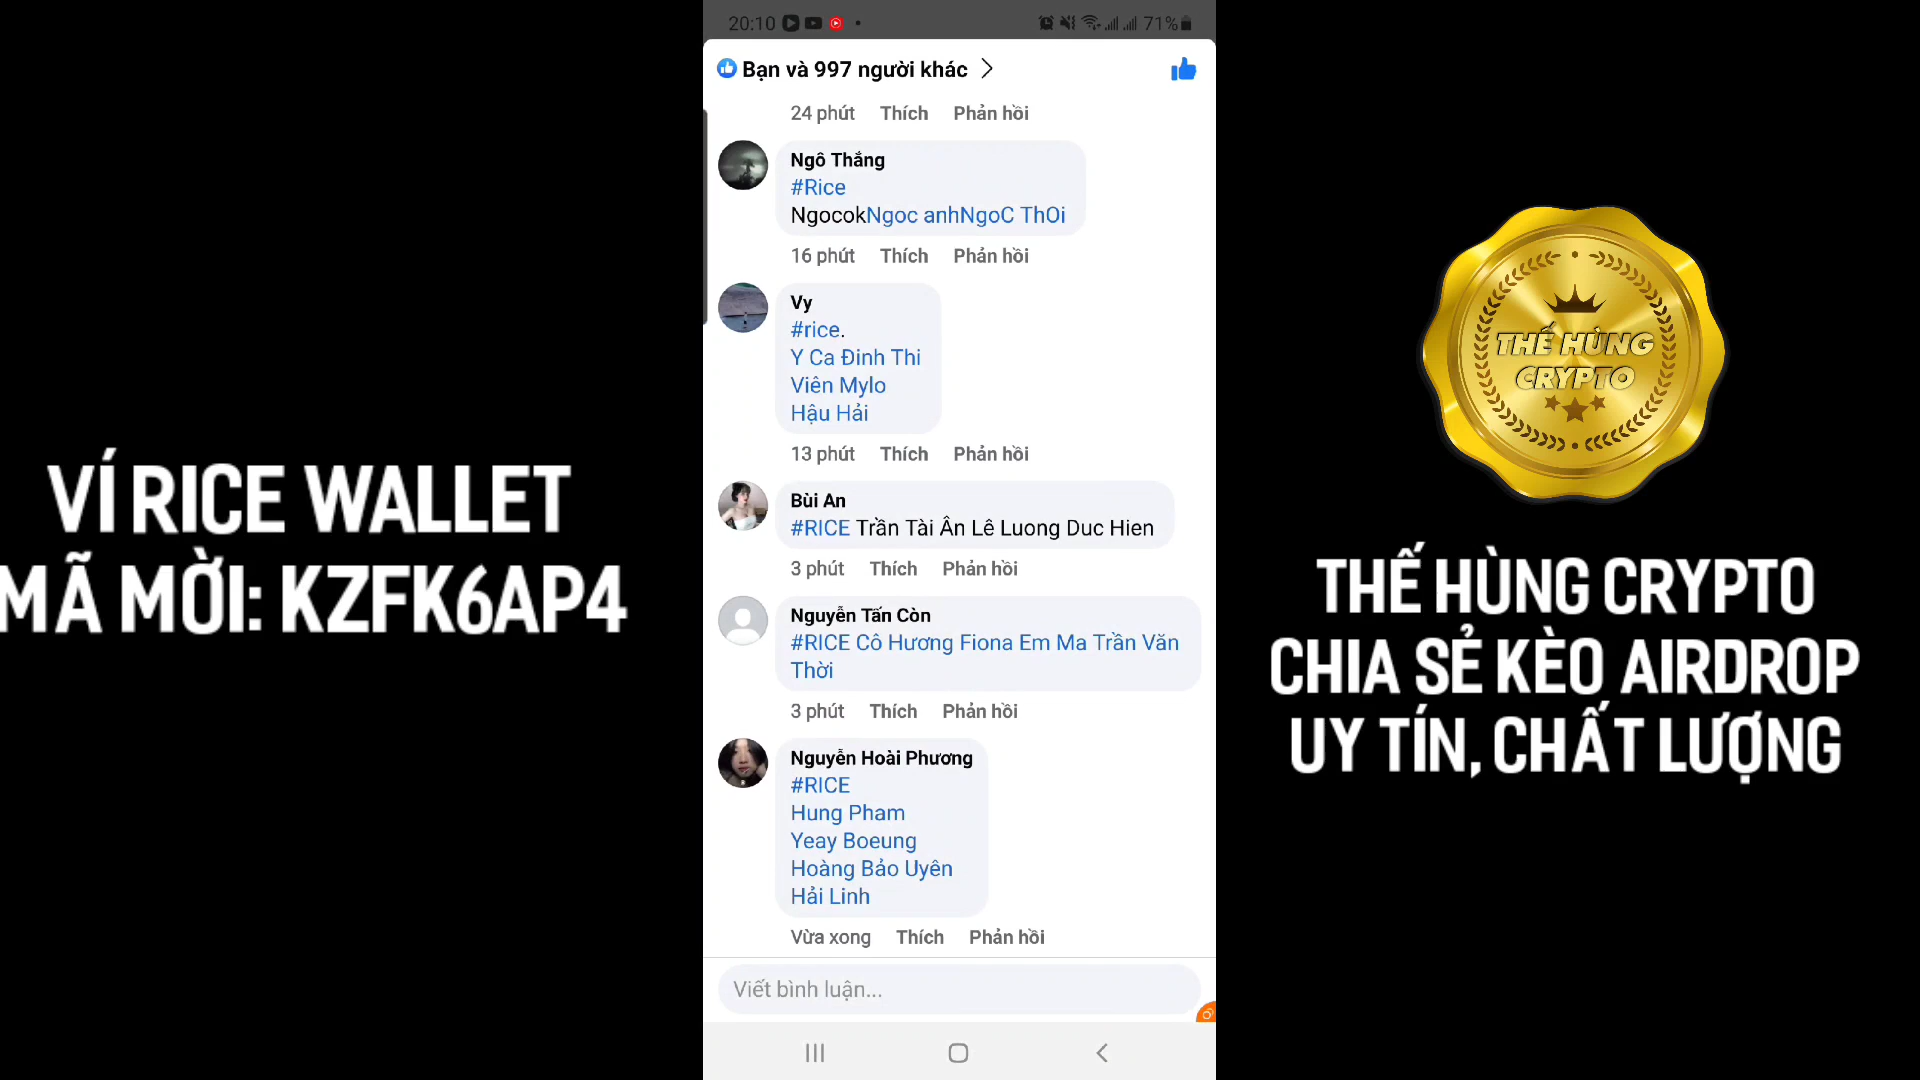 VÍ RICE WALLET
MÃ MỜI: KZFK6AP4
20:10
71%
Bạn và 997 người khác
24 phút Thích Phản hồi
Ngô Thắng
#Rice
NgocokNgoc anhNgoC ThOi
16 phút Thích Phản hồi
Vy
#rice.
Y Ca Đinh Thi
Viên Mylo
Hậu Hải
13 phút Thích Phản hồi
Bùi An
#RICE Trần Tài Ân Lê Luong Duc Hien
3 phút Thích Phản hồi
Nguyễn Tấn Còn
#RICE Cô Hương Fiona Em Ma Trần Văn
Thời
3 phút Thích Phản hồi
Nguyễn Hoài Phương
#RICE
Hung Pham
Yeay Boeung
Hoàng Bảo Uyên
Hải Linh
Vừa xong Thích Phản hồi
Viết bình luận...
THẾ HÙNG
CRYPTO
THẾ HÙNG CRYPTO
CHIA SẺ KÈO AIRDROP
UY TÍN, CHẤT LƯỢNG